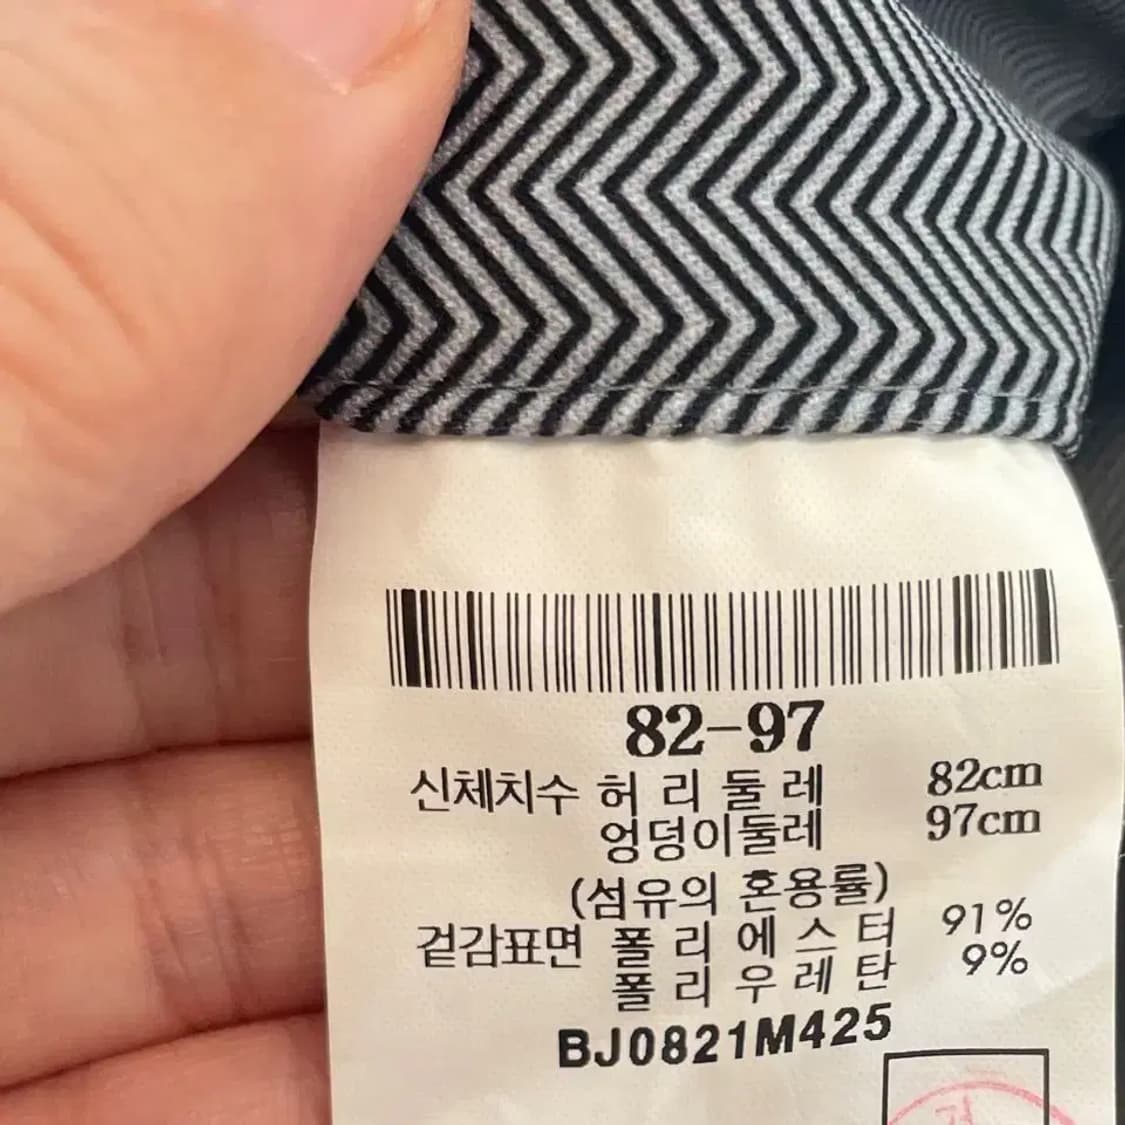 82-97
신체치수 허리둘레 82cm
엉덩이둘레 97cm
(섬유의 혼용률)
겉감표면 폴리에스터 91%
폴리우레탄 9%
BJ0821M425